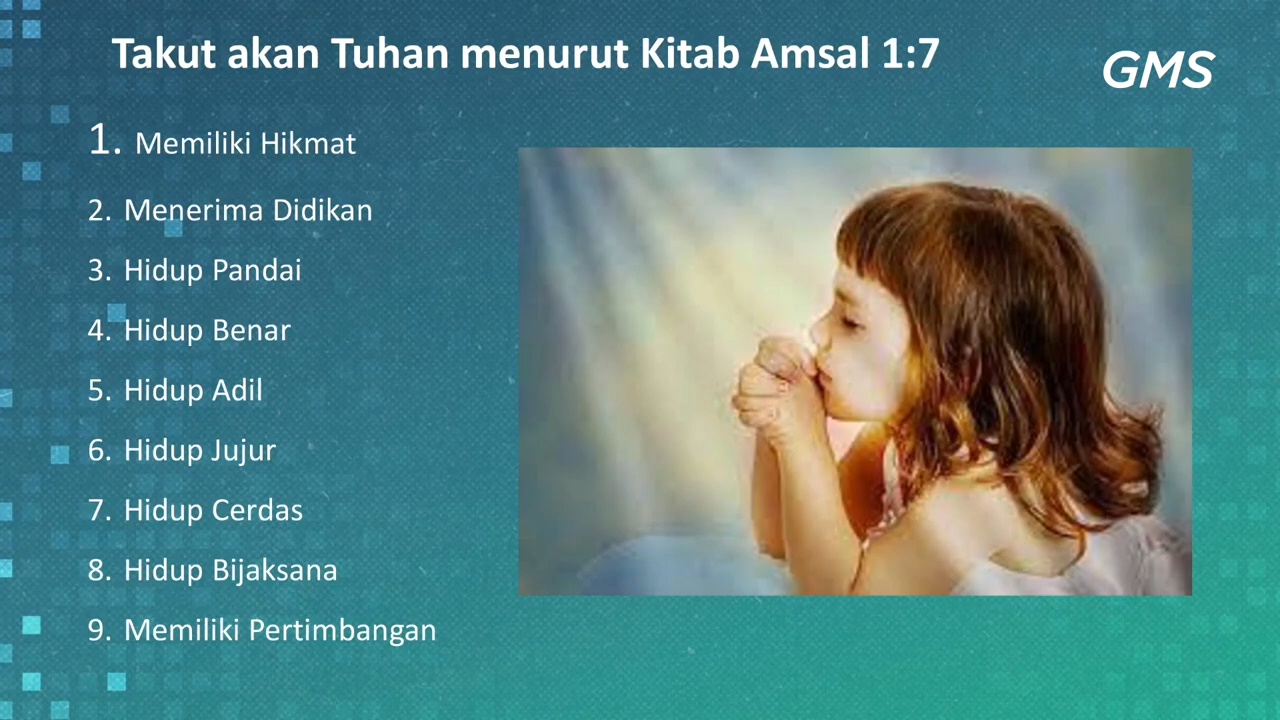 Takut akan Tuhan menurut Kitab Amsal 1:7
GMS
1. Memiliki Hikmat
2. Menerima Didikan
3. Hidup Pandai
4. Hidup Benar
5. Hidup Adil
6. Hidup Jujur
7. Hidup Cerdas
8. Hidup Bijaksana
9. Memiliki Pertimbangan